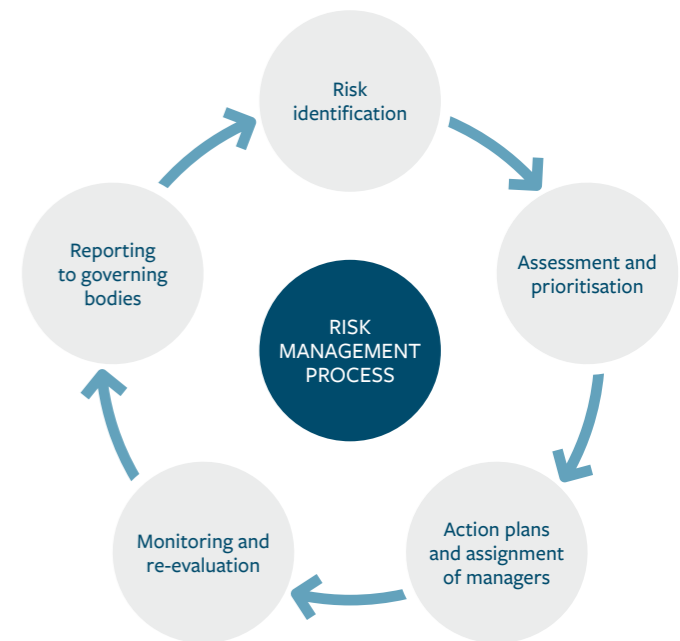 Risk
identification
Assessment and
prioritisation
Action plans
and assignment
of managers
Monitoring and
re-evaluation
Reporting
to governing
bodies
RISK
MANAGEMENT
PROCESS